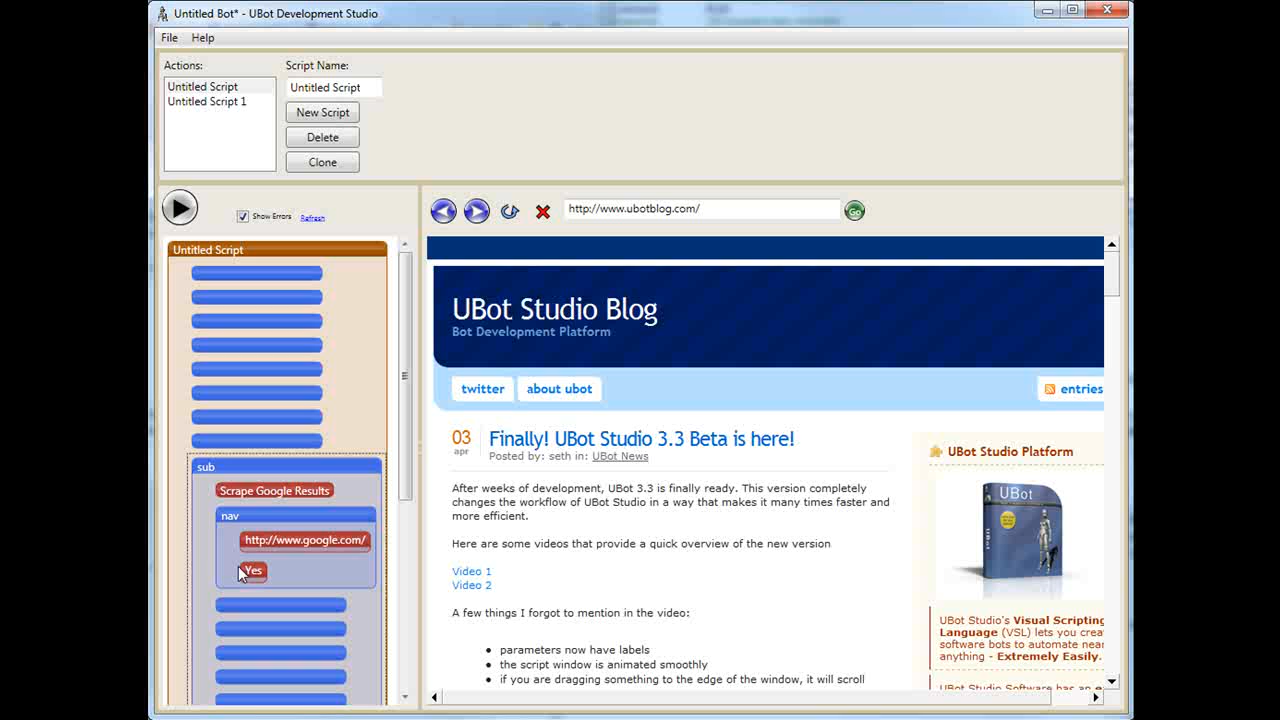 Untitled Bot* - UBot Development Studio
File Help
Actions:
Untitled Script
Untitled Script 1
Script Name:
Untitled Script
New Script
Delete
Clone
Show Errors Refresh
Untitled Script
sub
Scrape Google Results
nav
http://www.google.com/
Yes
http://www.ubotblog.com/
Go
UBot Studio Blog
Bot Development Platform
twitter about ubot entries
03
apr
Finally! UBot Studio 3.3 Beta is here!
Posted by: seth in: UBot News
After weeks of development, UBot 3.3 is finally ready. This version completely
changes the workflow of UBot Studio in a way that makes it many times faster and
more efficient.
Here are some videos that provide a quick overview of the new version
Video 1
Video 2
A few things I forgot to mention in the video:
• parameters now have labels
• the script window is animated smoothly
• if you are dragging something to the edge of the window, it will scroll
UBot Studio Platform
UBot
UBot
UBot Studio's Visual Scripting
Language (VSL) lets you crea
software bots to automate near
anything - Extremely Easily.
UBot Studio Software has an e